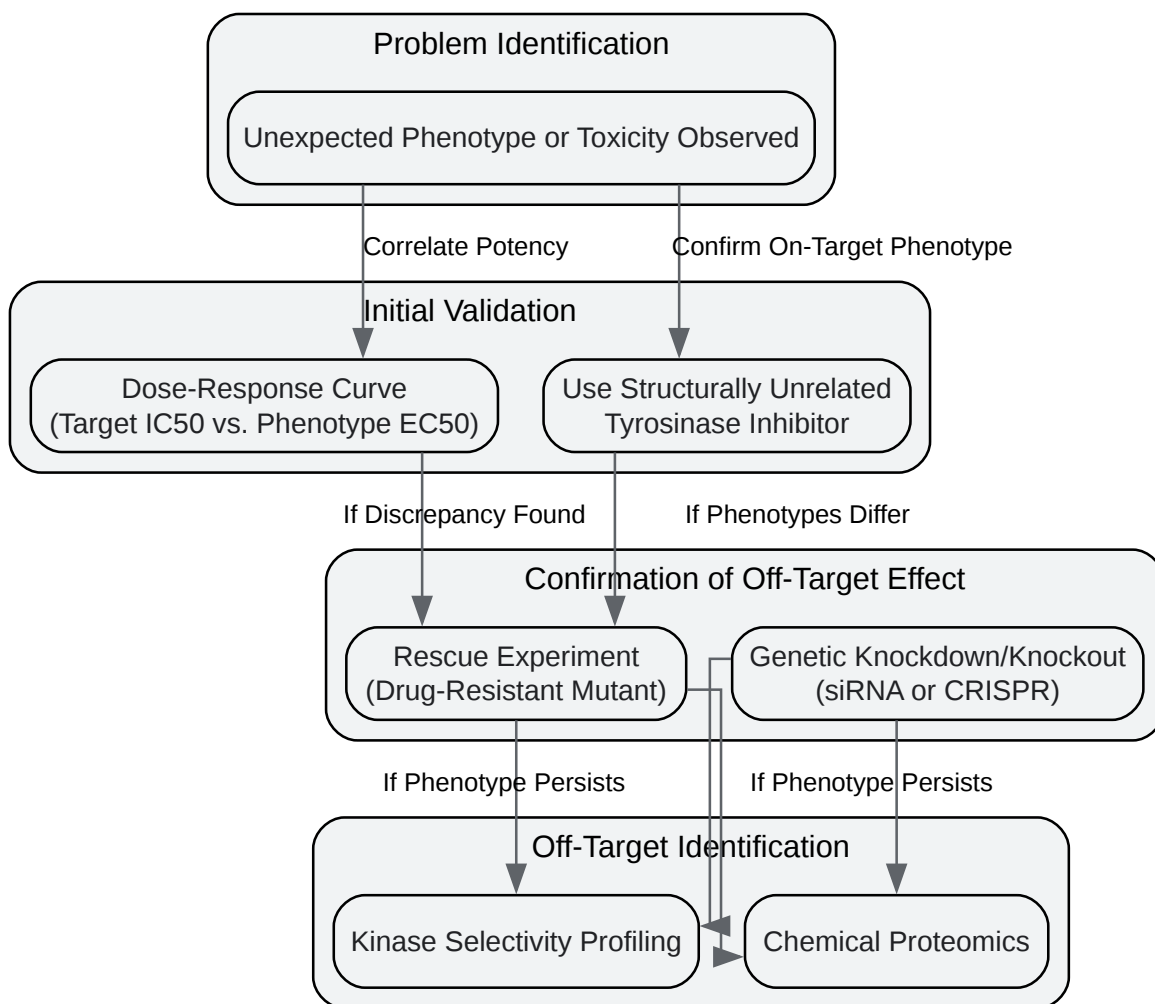 Problem Identification
Unexpected Phenotype or Toxicity Observed
Correlate Potency
Confirm On-Target Phenotype
Initial Validation
Dose-Response Curve
(Target IC50 vs. Phenotype EC50)
Use Structurally Unrelated
Tyrosinase Inhibitor
If Discrepancy Found
If Phenotypes Differ
Confirmation of Off-Target Effect
Rescue Experiment
(Drug-Resistant Mutant)
Genetic Knockdown/Knockout
(siRNA or CRISPR)
If Phenotype Persists
If Phenotype Persists
Off-Target Identification
Kinase Selectivity Profiling
Chemical Proteomics